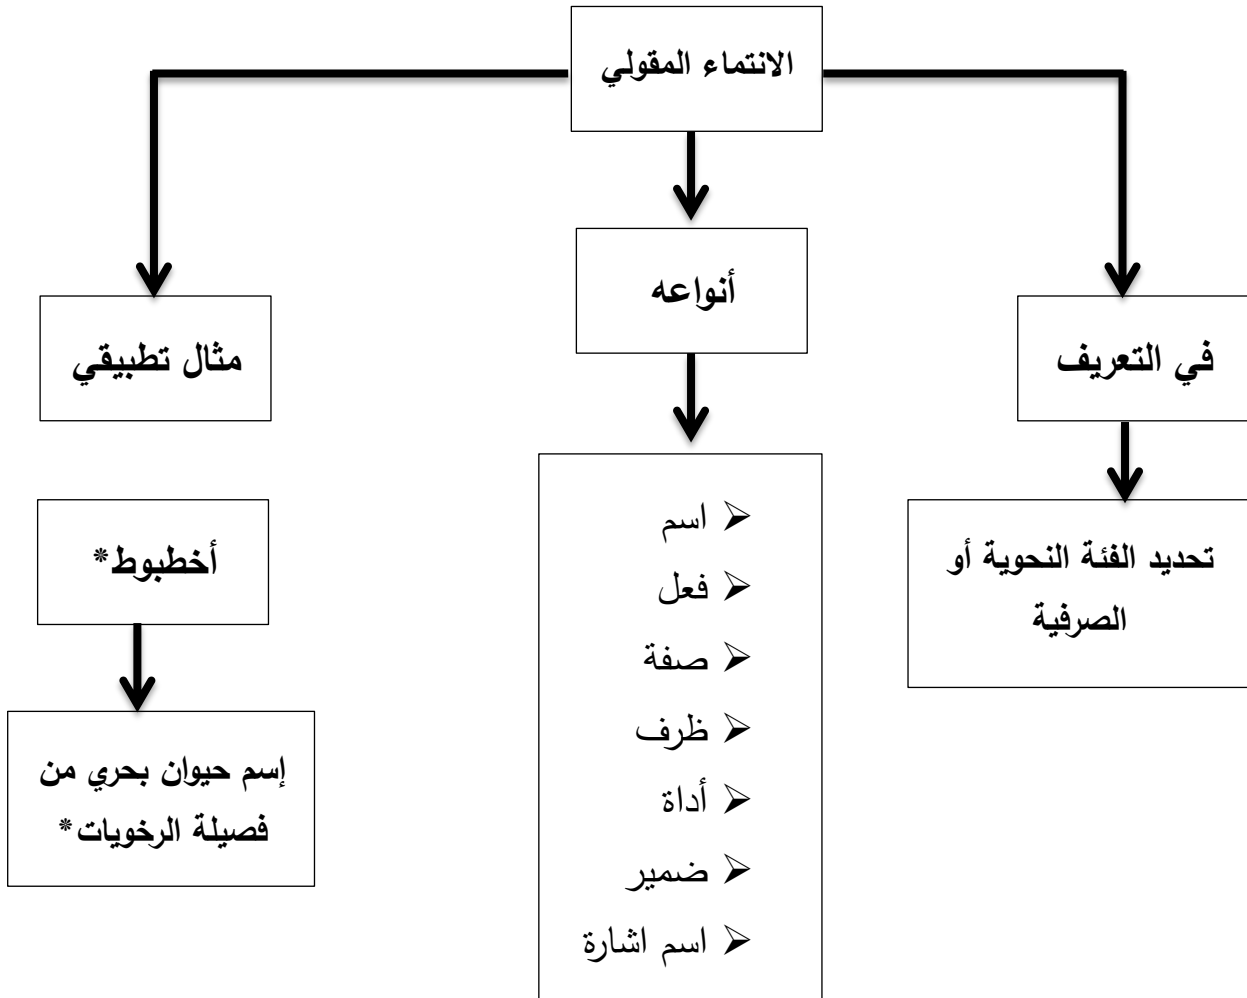 الانتماء المقولي
في التعريف
تحديد الفئة النحوية أو
الصرفية
أنواعه
اسم
فعل
صفة
ظرف
أداة
ضمير
اسم اشارة
مثال تطبيقي
أخطبوط*
إسم حيوان بحري من
فصيلة الرخويات*